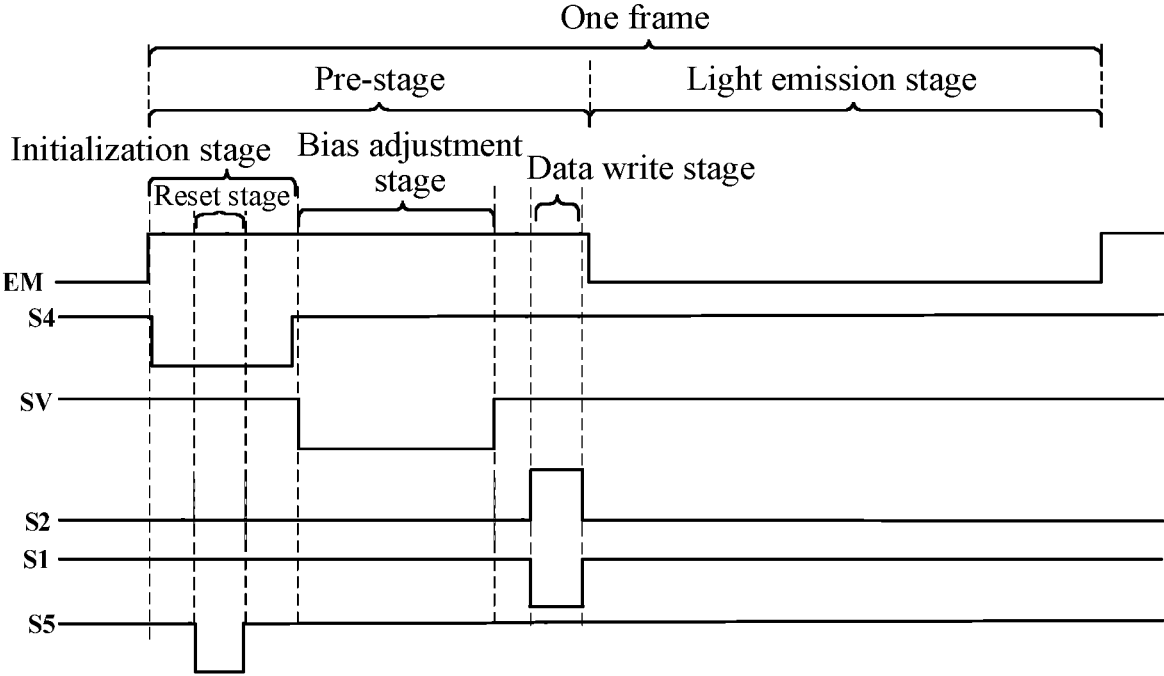 One frame
Pre-stage
Light emission stage
Initialization stage
Bias adjustment
stage
Data write stage
Reset stage
EM
S4
SV
S2
S1
S5